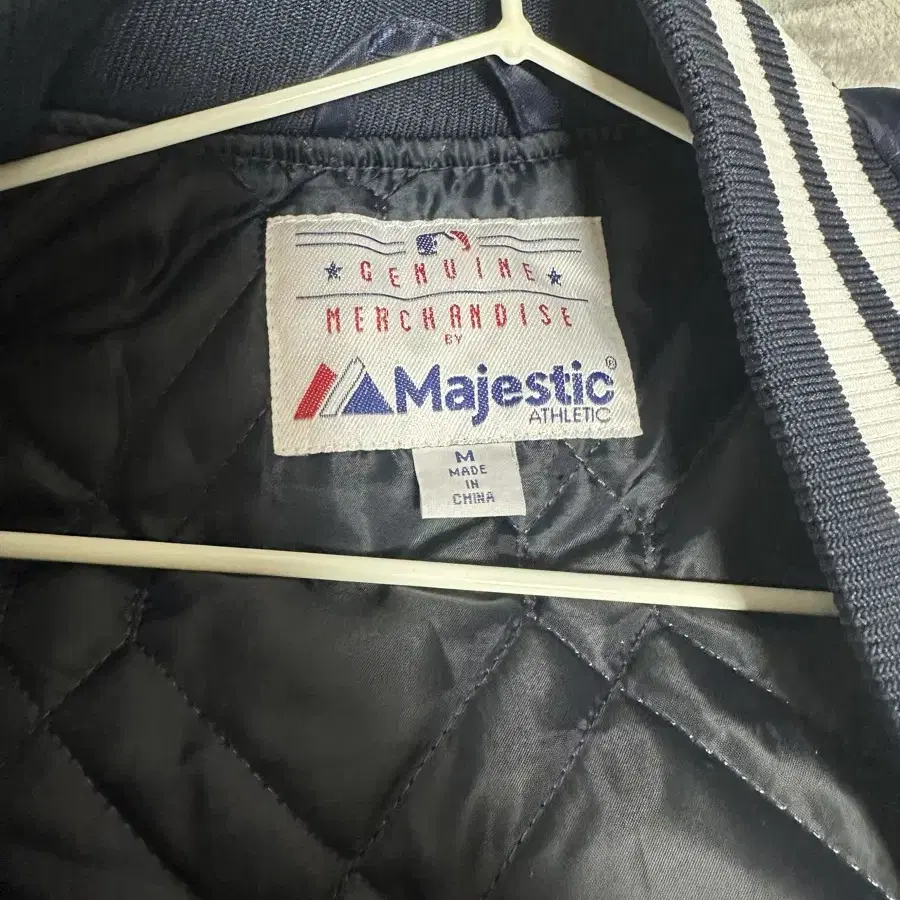 GENUINE
MERCHANDISE
BY
Majestic®
ATHLETIC
M
MADE
IN
CHINA